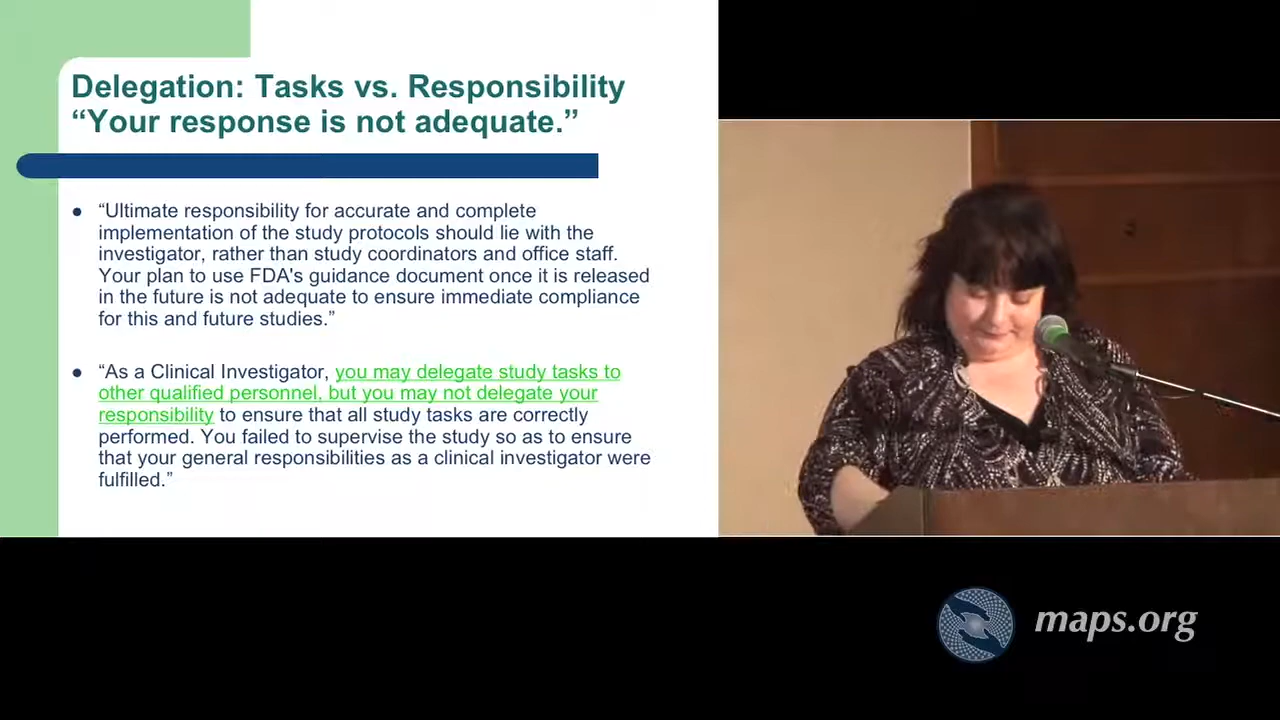 Delegation: Tasks vs. Responsibility
“Your response is not adequate.”
“Ultimate responsibility for accurate and complete
implementation of the study protocols should lie with the
investigator, rather than study coordinators and office staff.
Your plan to use FDA's guidance document once it is released
in the future is not adequate to ensure immediate compliance
for this and future studies.”
“As a Clinical Investigator, you may delegate study tasks to
other qualified personnel, but you may not delegate your
responsibility to ensure that all study tasks are correctly
performed. You failed to supervise the study so as to ensure
that your general responsibilities as a clinical investigator were
fulfilled.”
maps.org